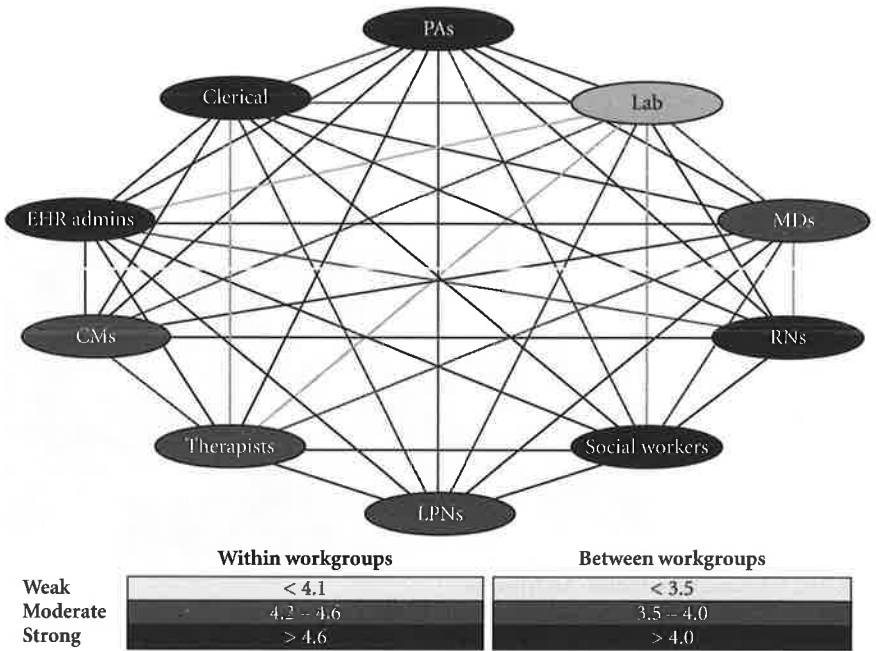 PAs
Clerical
Lab
EHR admins
MDs
CMs
RNs
Therapists
Social workers
LPNs
Within workgroups Between workgroups
Weak < 4.1 < 3.5
Moderate 4.2 – 4.6 3.5 – 4.0
Strong > 4.6 > 4.0